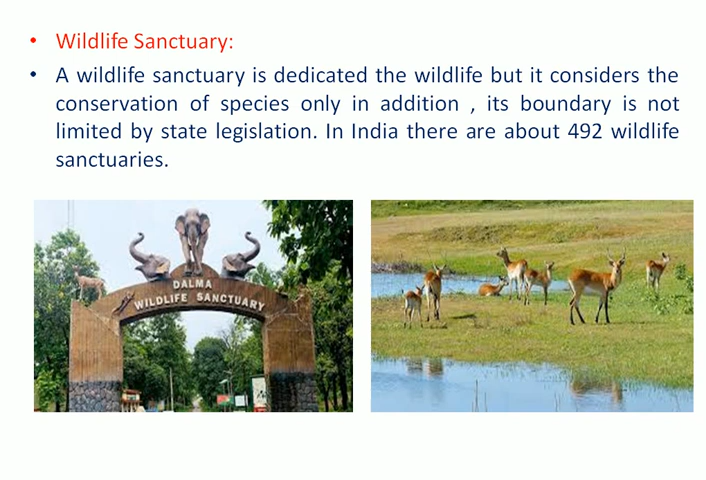 • Wildlife Sanctuary:
• A wildlife sanctuary is dedicated the wildlife but it considers the
conservation of species only in addition , its boundary is not
limited by state legislation. In India there are about 492 wildlife
sanctuaries.
DALMA
WILDLIFE SANCTUARY